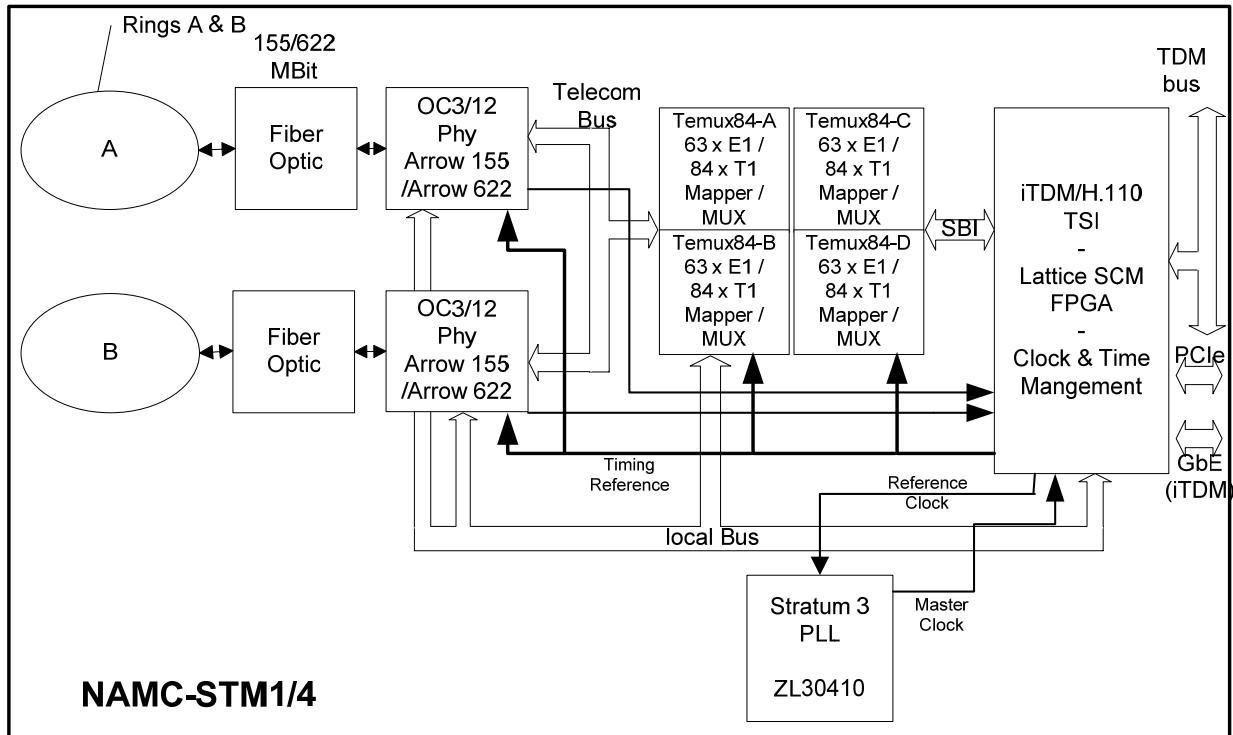 Rings A & B
155/622
MBit
TDM
bus
A
Fiber
Optic
OC3/12
Phy
Arrow 155
/Arrow 622
Telecom
Bus
Temux84-A
63 x E1 /
84 x T1
Mapper /
MUX
Temux84-C
63 x E1 /
84 x T1
Mapper /
MUX
SBI
iTDM/H.110
TSI
-
Lattice SCM
FPGA
-
Clock & Time
Mangement
B
Fiber
Optic
OC3/12
Phy
Arrow 155
/Arrow 622
Temux84-B
63 x E1 /
84 x T1
Mapper /
MUX
Temux84-D
63 x E1 /
84 x T1
Mapper /
MUX
PCIe
GbE
(iTDM)
Timing
Reference
Reference
Clock
local Bus
Stratum 3
PLL
ZL30410
Master
Clock
NAMC-STM1/4